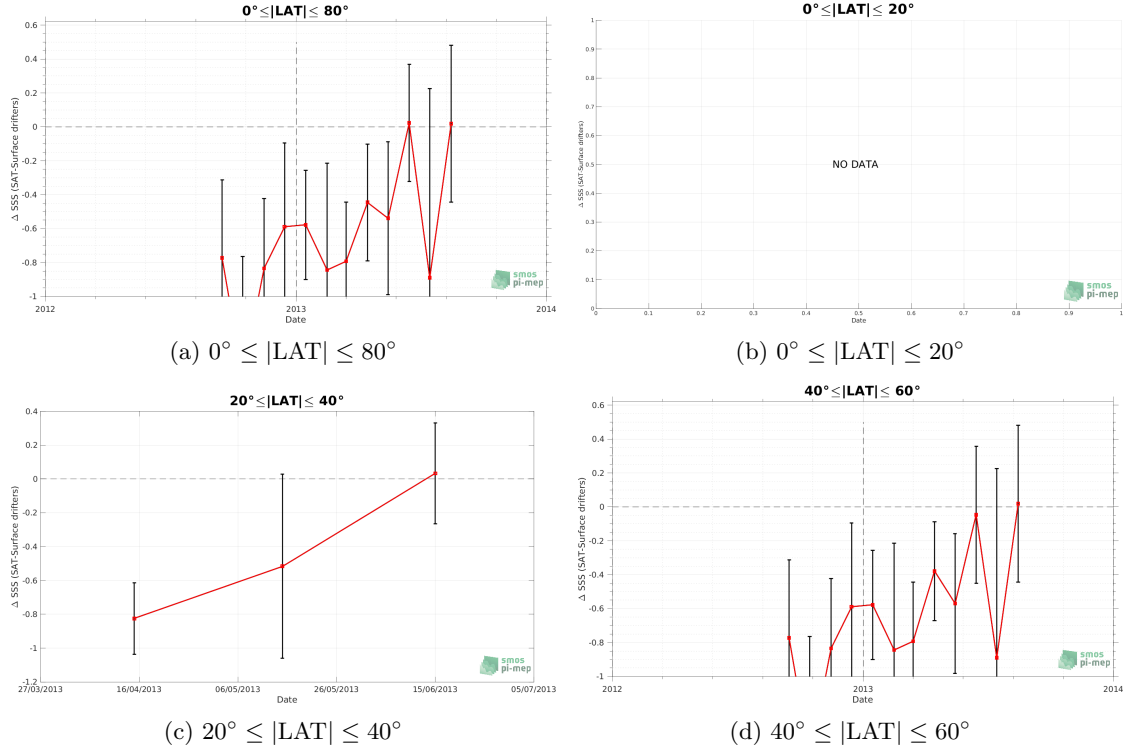 0°≤|LAT|≤ 80°
Δ SSS (SAT-Surface drifters)
0.6
0.4
0.2
0
-0.2
-0.4
-0.6
-0.8
-1
2012
2013
2014
Date
smos
pi-mep
(a) 0° ≤ |LAT| ≤ 80°
0°≤|LAT|≤ 20°
Δ SSS (SAT-Surface drifters)
1
0.9
0.8
0.7
0.6
0.5
0.4
0.3
0.2
0.1
0
NO DATA
0
0.1
0.2
0.3
0.4
0.5
0.6
0.7
0.8
0.9
1
Date
smos
pi-mep
(b) 0° ≤ |LAT| ≤ 20°
20°≤|LAT|≤ 40°
Δ SSS (SAT-Surface drifters)
0.4
0.2
0
-0.2
-0.4
-0.6
-0.8
-1
-1.2
27/03/2013
16/04/2013
06/05/2013
26/05/2013
15/06/2013
05/07/2013
Date
smos
pi-mep
(c) 20° ≤ |LAT| ≤ 40°
40°≤|LAT|≤ 60°
Δ SSS (SAT-Surface drifters)
0.6
0.4
0.2
0
-0.2
-0.4
-0.6
-0.8
-1
2012
2013
2014
Date
smos
pi-mep
(d) 40° ≤ |LAT| ≤ 60°